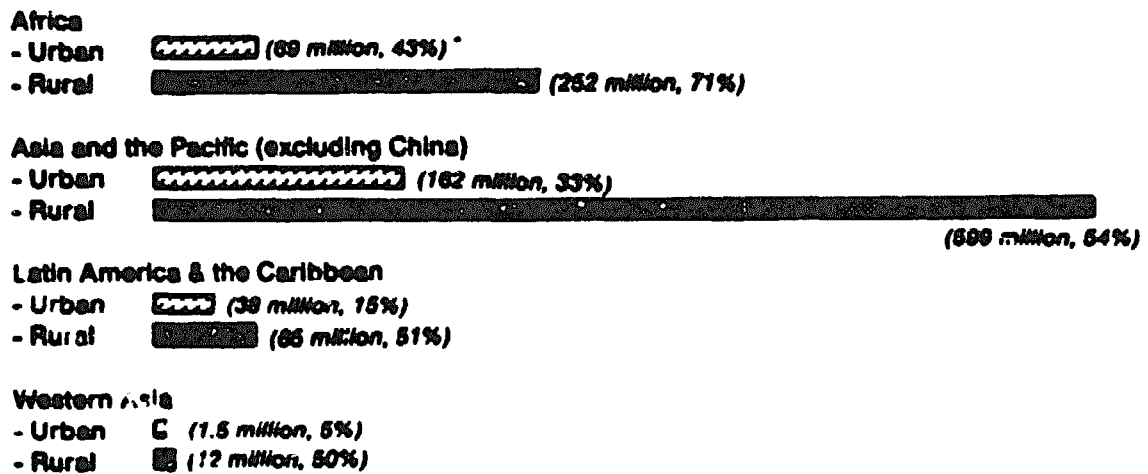 Africa
- Urban (69 million, 43%)
- Rural (252 million, 71%)
Asia and the Pacific (excluding China)
- Urban (162 million, 33%)
- Rural
(599 million, 54%)
Latin America & the Caribbean
- Urban (38 million, 15%)
- Rural (66 million, 51%)
Western Asia
- Urban (1.5 million, 5%)
- Rural (12 million, 50%)